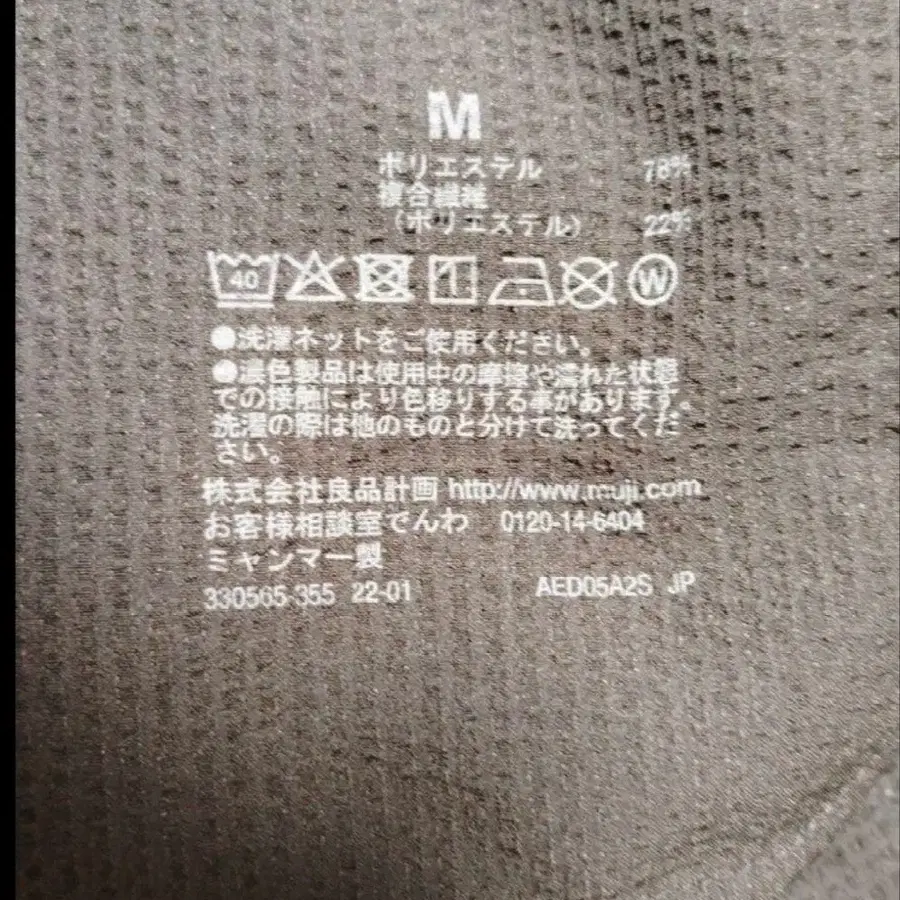 M
ポリエステル 78%
複合繊維
(ポリエステル) 22%
40 W
●洗濯ネットをご使用ください。
●濃色製品は使用中の摩擦や濡れた状態
での接触により色移りする事があります。
洗濯の際は他のものと分けて洗ってくだ
さい。
株式会社良品計画 http://www.muji.com
お客様相談室でんわ 0120-14-6404
ミャンマー製
330565-355 22-01 AED05A2S JP